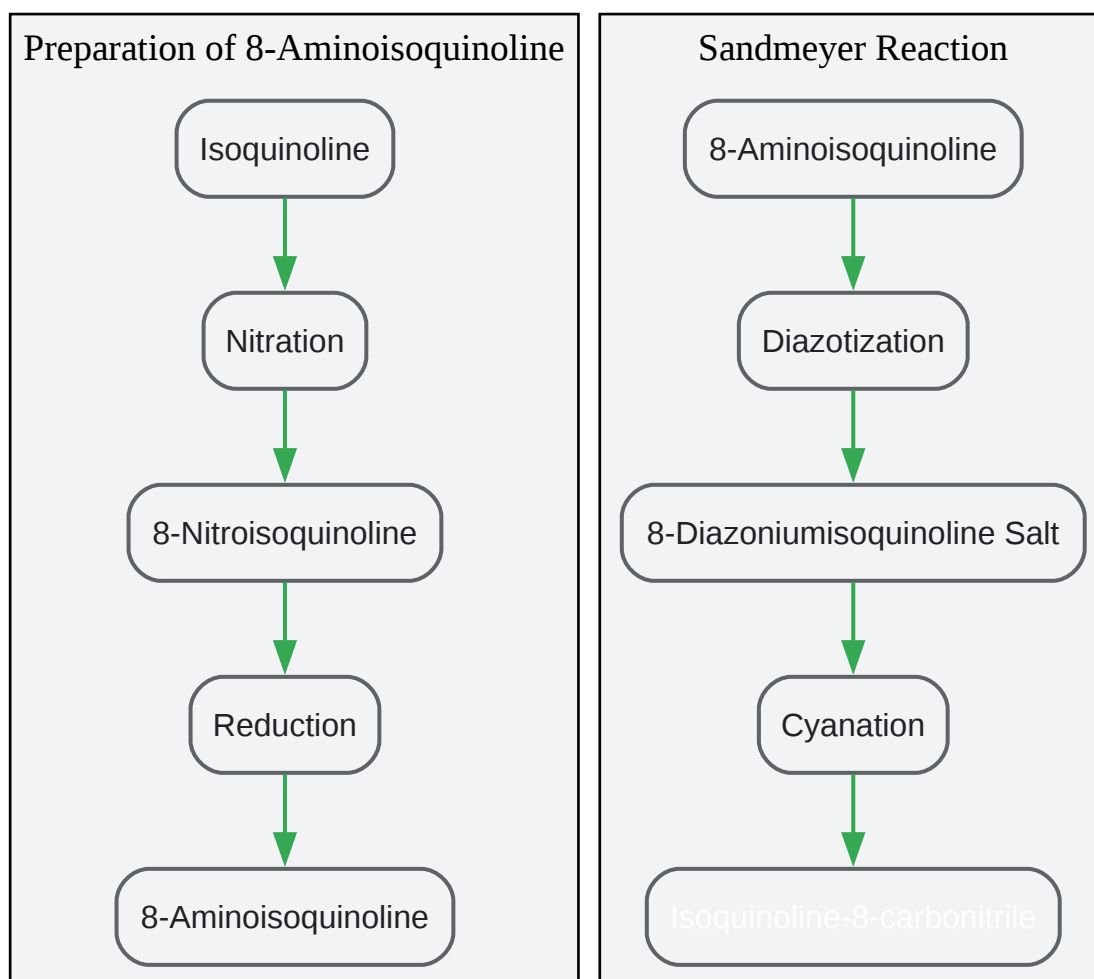 Preparation of 8-Aminoisoquinoline
Isoquinoline
Nitration
8-Nitroisoquinoline
Reduction
8-Aminoisoquinoline
Sandmeyer Reaction
8-Aminoisoquinoline
Diazotization
8-Diazoniumisoquinoline Salt
Cyanation
Isoquinoline-8-carbonitrile